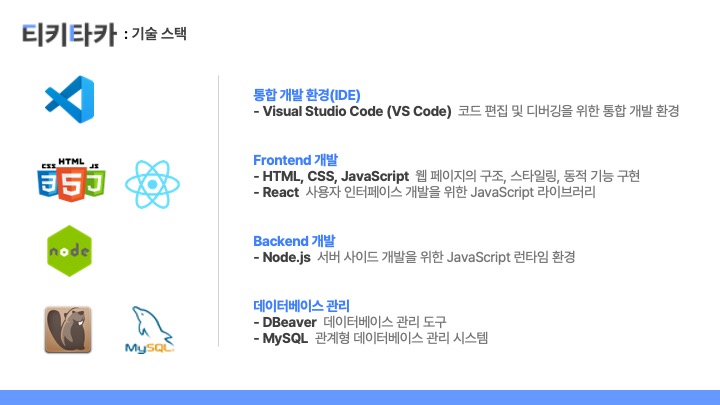 티키타카 : 기술 스택
통합 개발 환경(IDE)
- Visual Studio Code (VS Code) 코드 편집 및 디버깅을 위한 통합 개발 환경
CSS HTML JS
3 5 J
Frontend 개발
- HTML, CSS, JavaScript 웹 페이지의 구조, 스타일링, 동적 기능 구현
- React 사용자 인터페이스 개발을 위한 JavaScript 라이브러리
node
Backend 개발
- Node.js 서버 사이드 개발을 위한 JavaScript 런타임 환경
데이터베이스 관리
- DBeaver 데이터베이스 관리 도구
- MySQL 관계형 데이터베이스 관리 시스템
MySQL